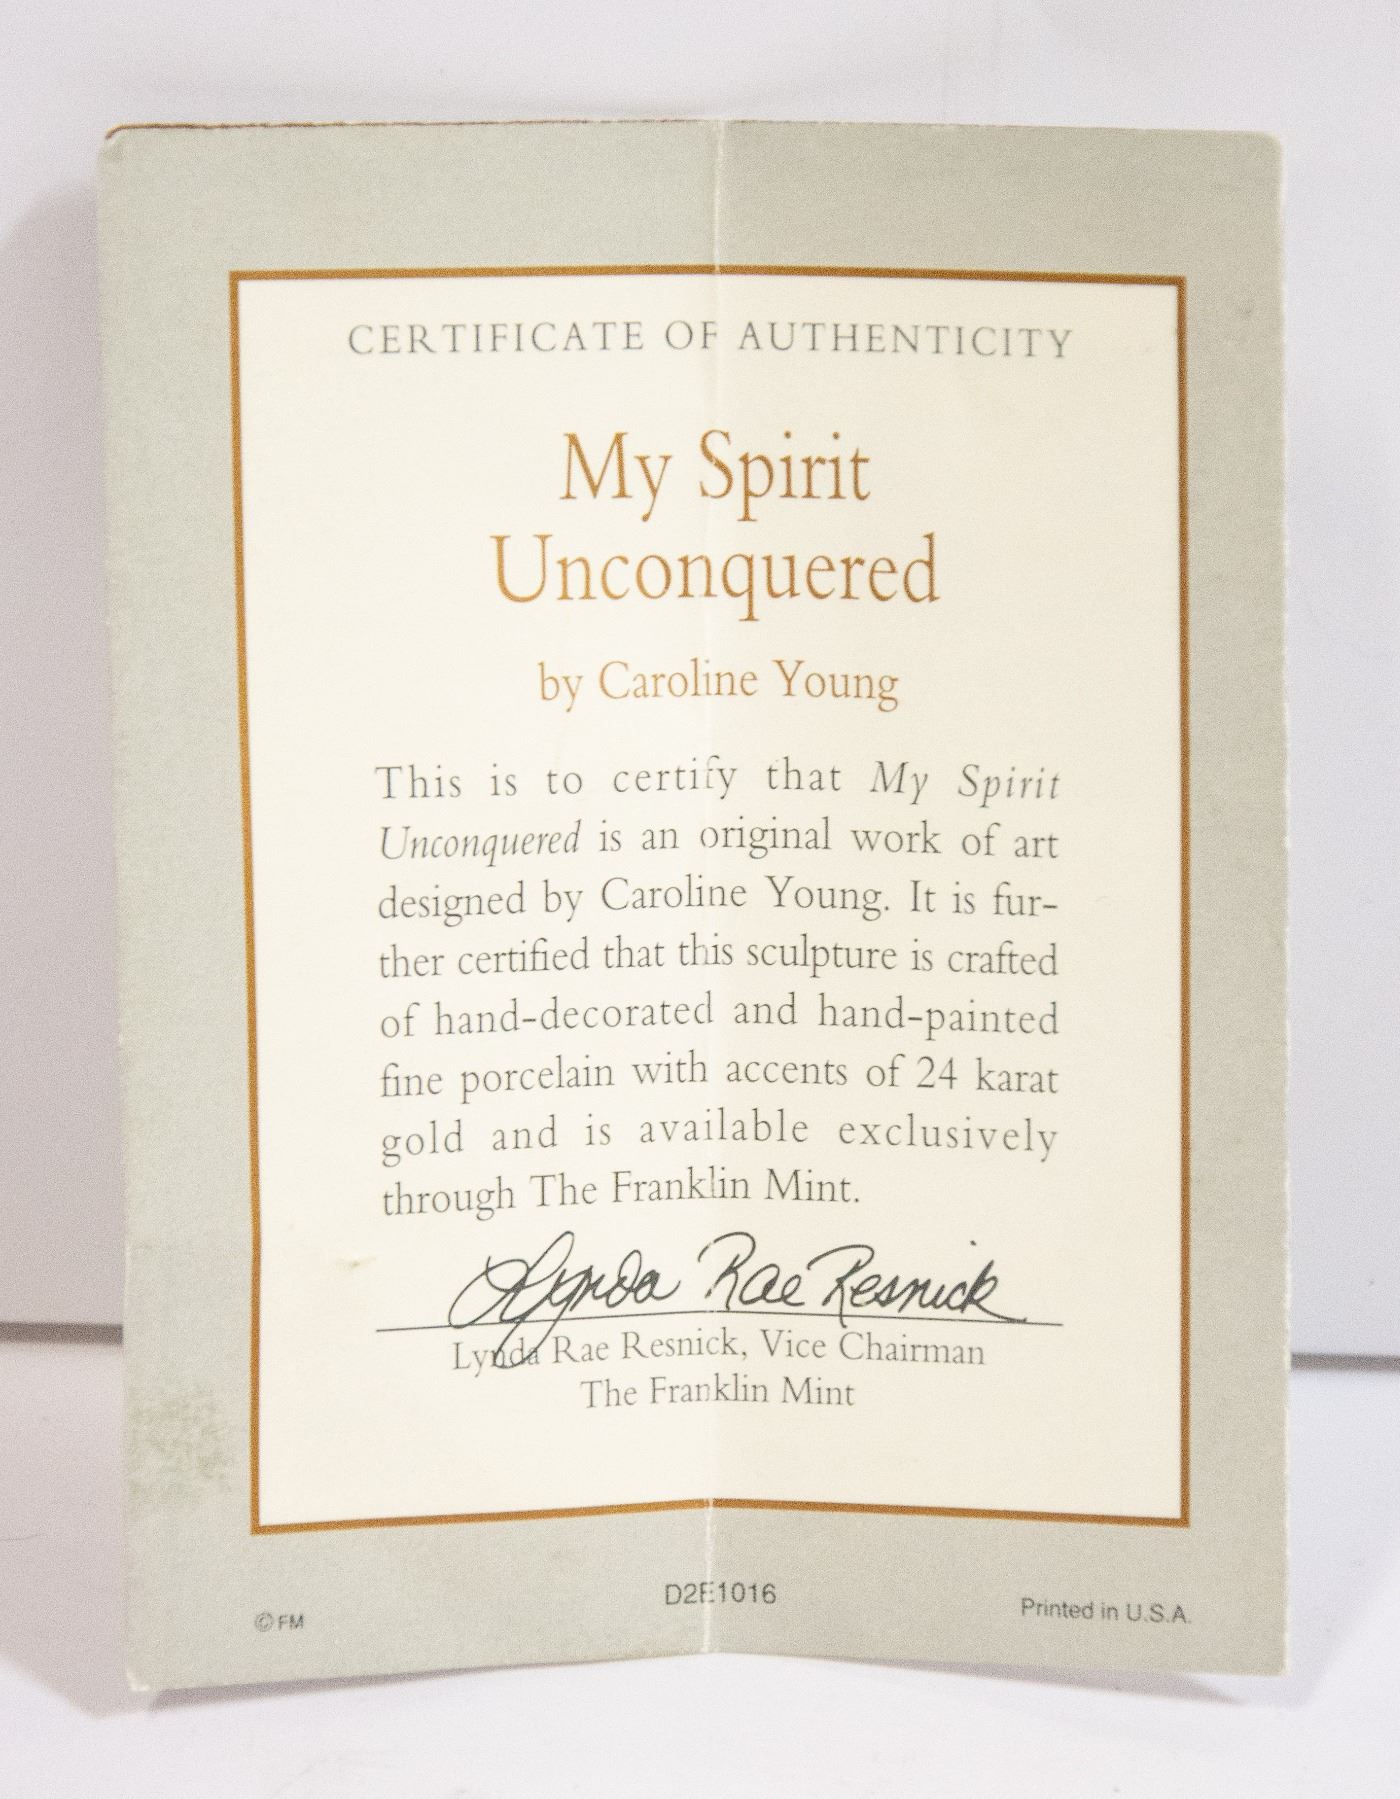 CERTIFICATE OF AUTHENTICITY
My Spirit
Unconquered
by Caroline Young
This is to certify that My Spirit
Unconquered is an original work of art
designed by Caroline Young. It is fur-
ther certified that this sculpture is crafted
of hand-decorated and hand-painted
fine porcelain with accents of 24 karat
gold and is available exclusively
through The Franklin Mint.
Lynda Rae Resnick
Lynda Rae Resnick, Vice Chairman
The Franklin Mint
© FM
D2E1016
Printed in U.S.A.